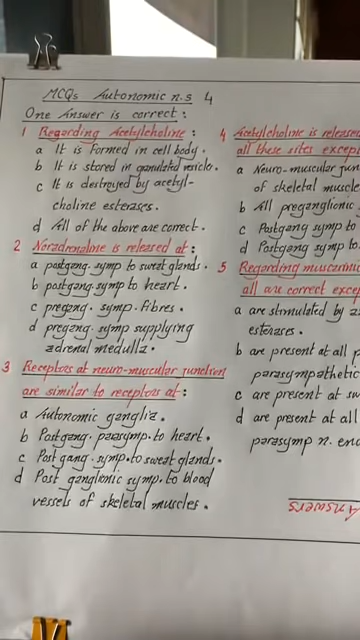 MCQs Autonomic n.s 4
One Answer is correct:
1 Regarding Acetylcholine:
a It is formed in cell body.
b It is stored in granulated vesicle.
c It is destroyed by acetyl-
choline esterases.
d All of the above are correct.
2 Noradrenaline is released at:
a postgang. symp to sweat glands.
b postgang. symp to heart.
c pregang. symp. fibres.
d pregang. symp supplying
adrenal medulla.
3 Receptors at neuro-muscular junction
are similar to receptors at:
a Autonomic ganglia.
b Postgang. parasymp. to heart.
c Post gang. symp. to sweat glands.
d Post ganglionic symp. to blood
vessels of skeletal muscles.
4 Acetylcholine is released
all these sites except
a Neuro-muscular jun
of skeletal muscle
b All preganglionic
c Postgang symp to
d Postgang symp to
5 Regarding muscarinic
all are correct excep
a are stimulated by
esterases.
b are present at all p
parasympathetic
c are present at sw
d are present at all
parasymp n. end
Answers